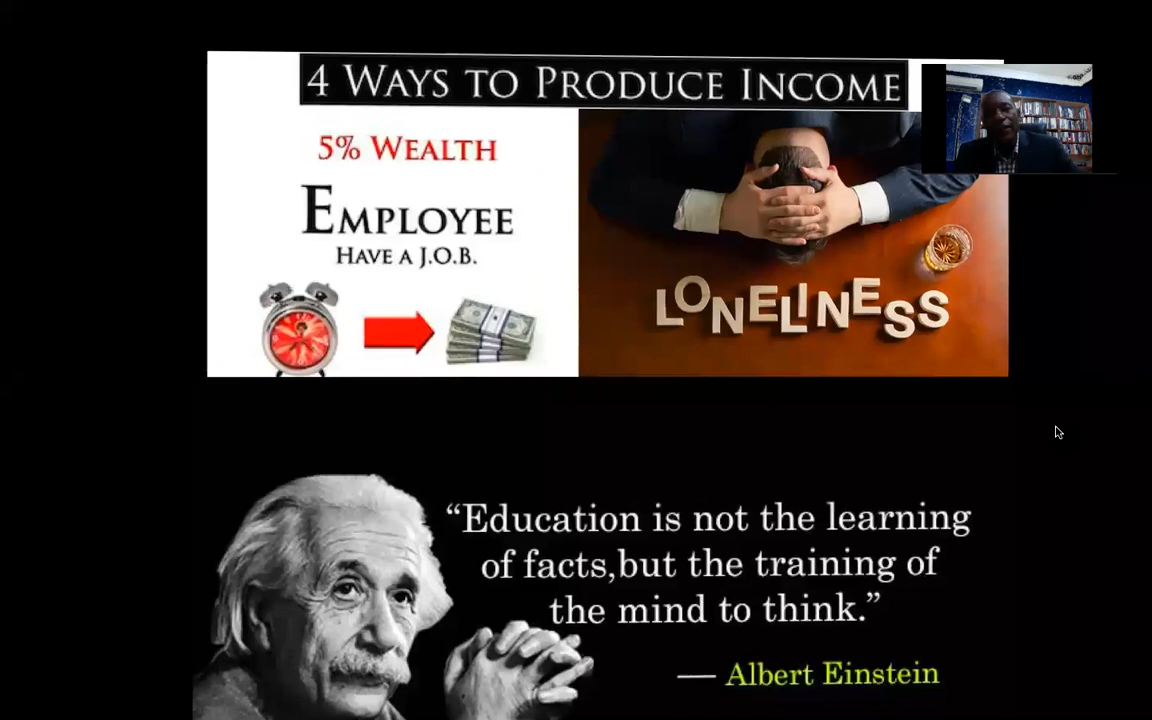 4 WAYS TO PRODUCE INCOME
5% WEALTH
EMPLOYEE
HAVE A J.O.B.
LONELINESS
“Education is not the learning
of facts,but the training of
the mind to think.”
— Albert Einstein